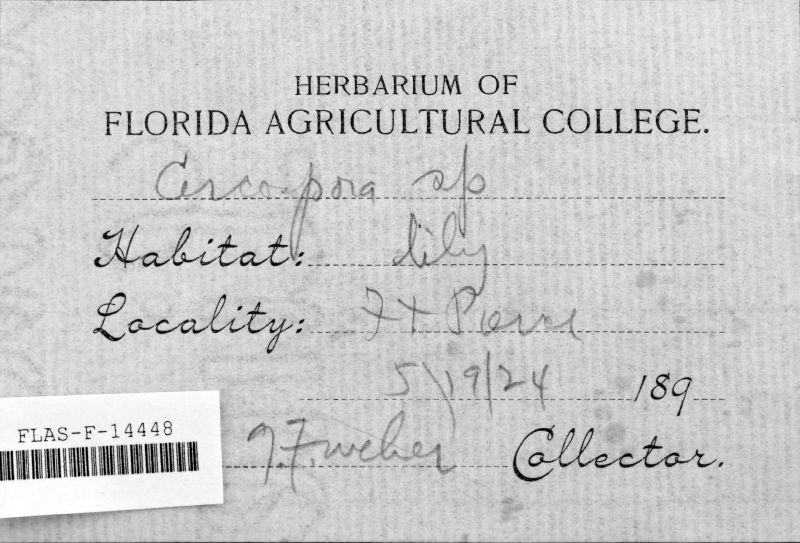 HERBARIUM OF
FLORIDA AGRICULTURAL COLLEGE.
Cercospora sp
Habitat: lily
Locality: Ft Pierce
5/19/24 189
FLAS-F-14448
Weber Collector.